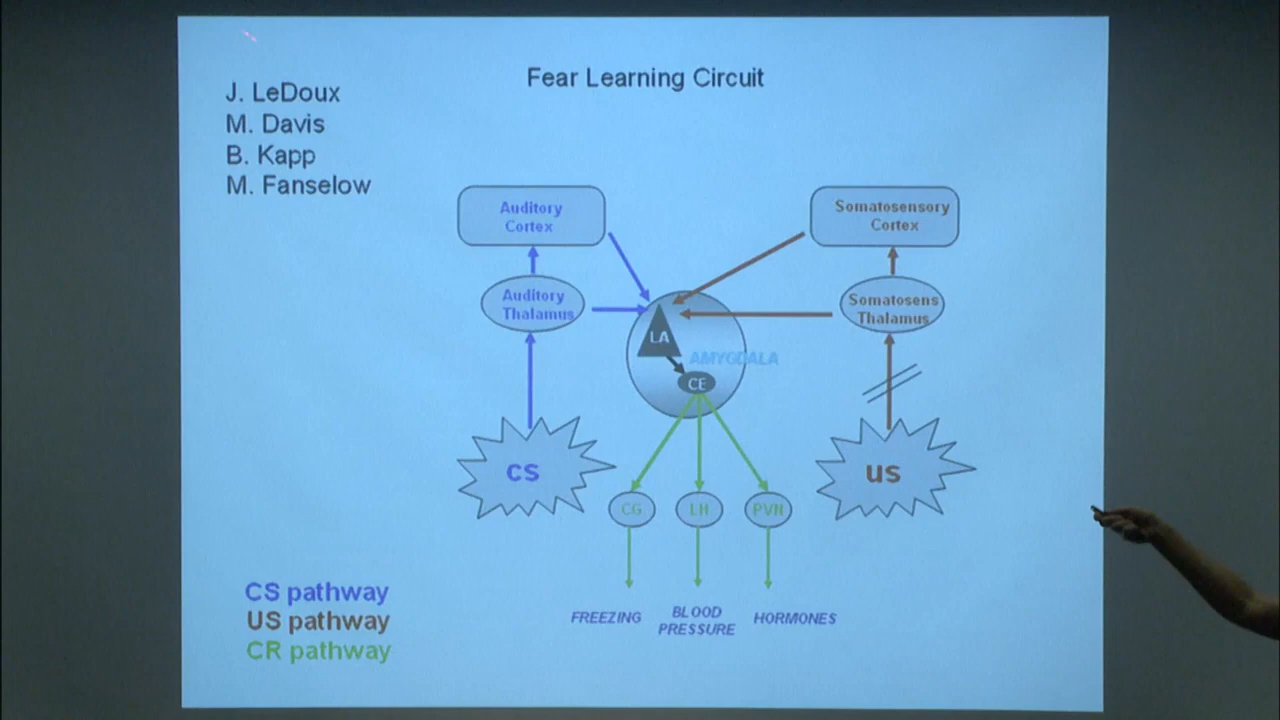 Fear Learning Circuit
J. LeDoux
M. Davis
B. Kapp
M. Fanselow
Auditory
Cortex
Somatosensory
Cortex
Auditory
Thalamus
Somatosens
Thalamus
LA
AMYGDALA
CE
CS
US
CG
LH
PVN
FREEZING
BLOOD
PRESSURE
HORMONES
CS pathway
US pathway
CR pathway